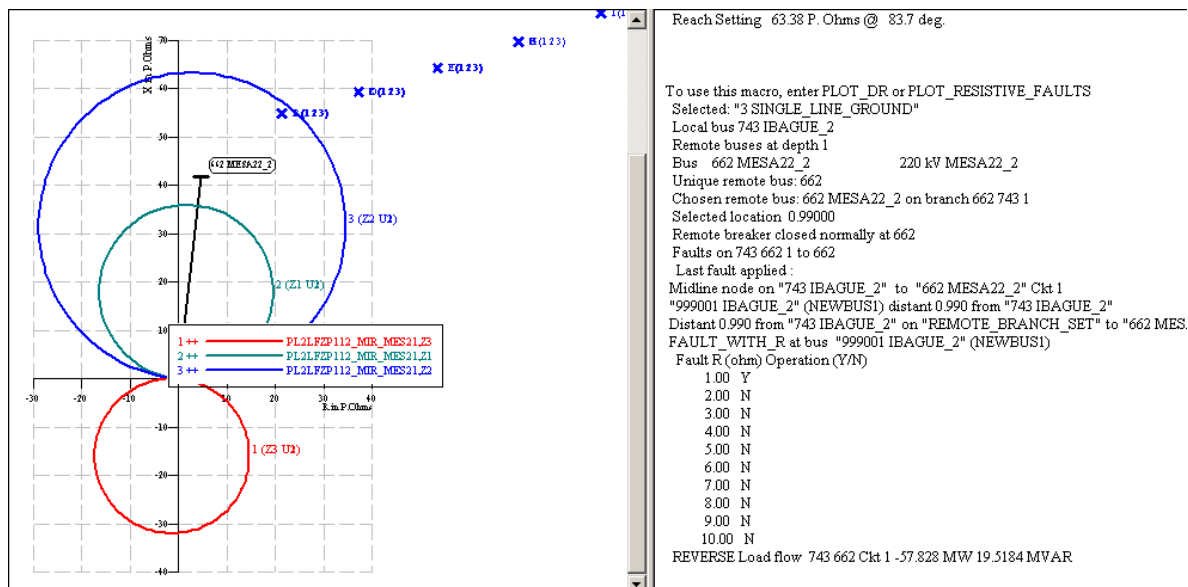 70
60
50
40
30
20
10
-10
-20
-30
-40
-30
-20
-10
10
20
30
40
X in P.Ohms
R in P.Ohms
E(123)
662 MESA22_2
3 (Z2 U2)
2 (Z1 U2)
1 (Z3 U2)
1 ++ PL2LFZP112_MIR_MES21,Z3
2 ++ PL2LFZP112_MIR_MES21,Z1
3 ++ PL2LFZP112_MIR_MES21,Z2
Reach Setting 63.38 P. Ohms @ 83.7 deg.
To use this macro, enter PLOT_DR or PLOT_RESISTIVE_FAULTS
Selected: "3 SINGLE_LINE_GROUND"
Local bus 743 IBAGUE_2
Remote buses at depth 1
Bus 662 MESA22_2 220 kV MESA22_2
Unique remote bus: 662
Chosen remote bus: 662 MESA22_2 on branch 662 743 1
Selected location 0.99000
Remote breaker closed normally at 662
Faults on 743 662 1 to 662
Last fault applied :
Midline node on "743 IBAGUE_2" to "662 MESA22_2" Ckt 1
"999001 IBAGUE_2" (NEWBUS1) distant 0.990 from "743 IBAGUE_2"
Distant 0.990 from "743 IBAGUE_2" on "REMOTE_BRANCH_SET" to "662 MES
FAULT_WITH_R at bus "999001 IBAGUE_2" (NEWBUS1)
Fault R (ohm) Operation (Y/N)
1.00 Y
2.00 N
3.00 N
4.00 N
5.00 N
6.00 N
7.00 N
8.00 N
9.00 N
10.00 N
REVERSE Load flow 743 662 Ckt 1 -57.828 MW 19.5184 MVAR